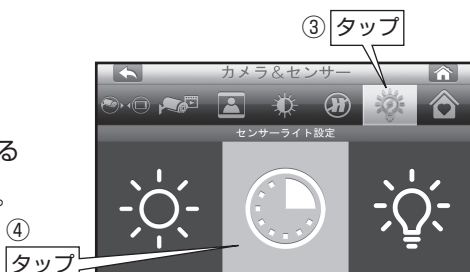 ③ タップ
カメラ&センサー
センサーライト設定
る
。
④
タップ